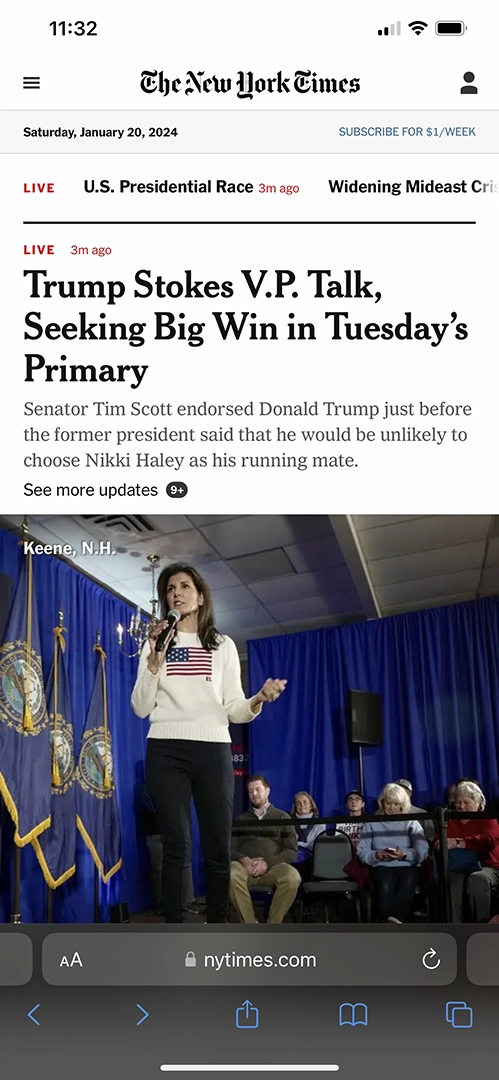 11:32
The New York Times
Saturday, January 20, 2024
SUBSCRIBE FOR $1/WEEK
LIVE U.S. Presidential Race 3m ago Widening Mideast Cris
LIVE 3m ago
Trump Stokes V.P. Talk,
Seeking Big Win in Tuesday’s
Primary
Senator Tim Scott endorsed Donald Trump just before
the former president said that he would be unlikely to
choose Nikki Haley as his running mate.
See more updates 9+
Keene, N.H.
RL
BIRTH
AA nytimes.com